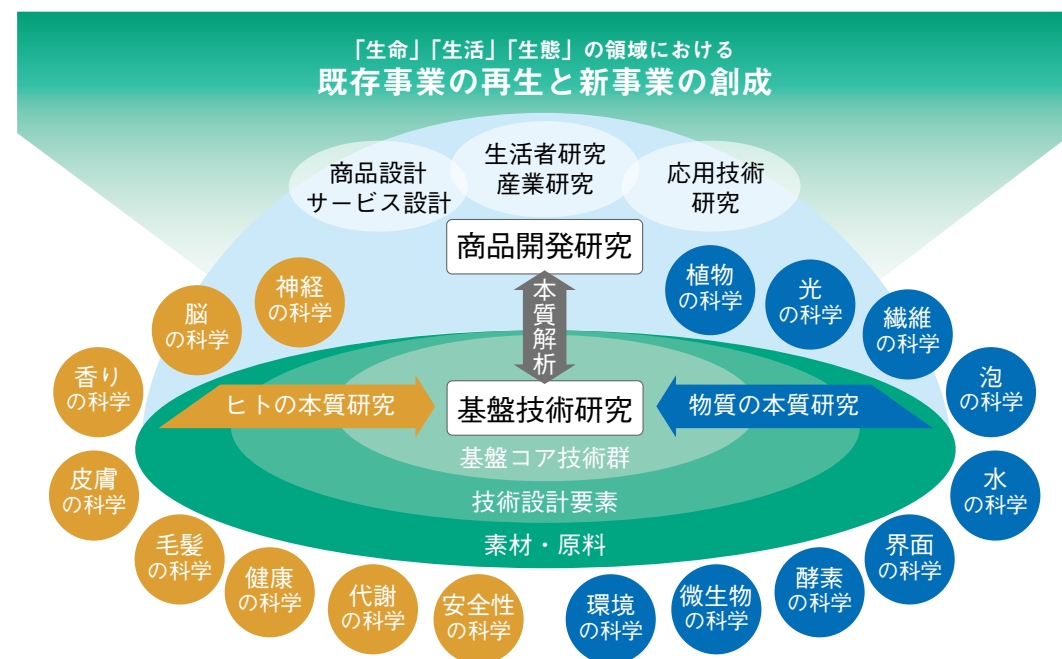 「生命」「生活」「生態」の領域における
既存事業の再生と新事業の創成
商品設計
サービス設計
生活者研究
産業研究
応用技術
研究
商品開発研究
本質解析
基盤技術研究
ヒトの本質研究
物質の本質研究
基盤コア技術群
技術設計要素
素材・原料
神経
の科学
脳
の科学
香り
の科学
皮膚
の科学
毛髪
の科学
健康
の科学
代謝
の科学
安全性
の科学
植物
の科学
光
の科学
繊維
の科学
泡
の科学
水
の科学
界面
の科学
酵素
の科学
微生物
の科学
環境
の科学